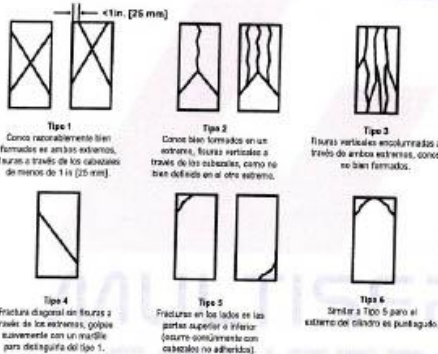 <1in. [25 mm]
Tipo 1
Conos razonablemente bien
formados en ambos extremos,
fisuras a través de los cabezales
de menos de 1 in [25 mm].
Tipo 2
Conos bien formados en un
extremo, fisuras verticales a
través de los cabezales, cono no
bien definido en el otro extremo.
Tipo 3
Fisuras verticales encolumnadas a
través de ambos extremos, conos
no bien formados.
Tipo 4
Fractura diagonal sin fisuras a
través de los extremos, golpee
suavemente con un martillo
para distinguirla del tipo 1.
Tipo 5
Fracturas en los lados en las
partes superior e inferior
(ocurre comúnmente con
cabezales no adheridos).
Tipo 6
Similar a Tipo 5 pero el
extremo del cilindro es puntiagudo.